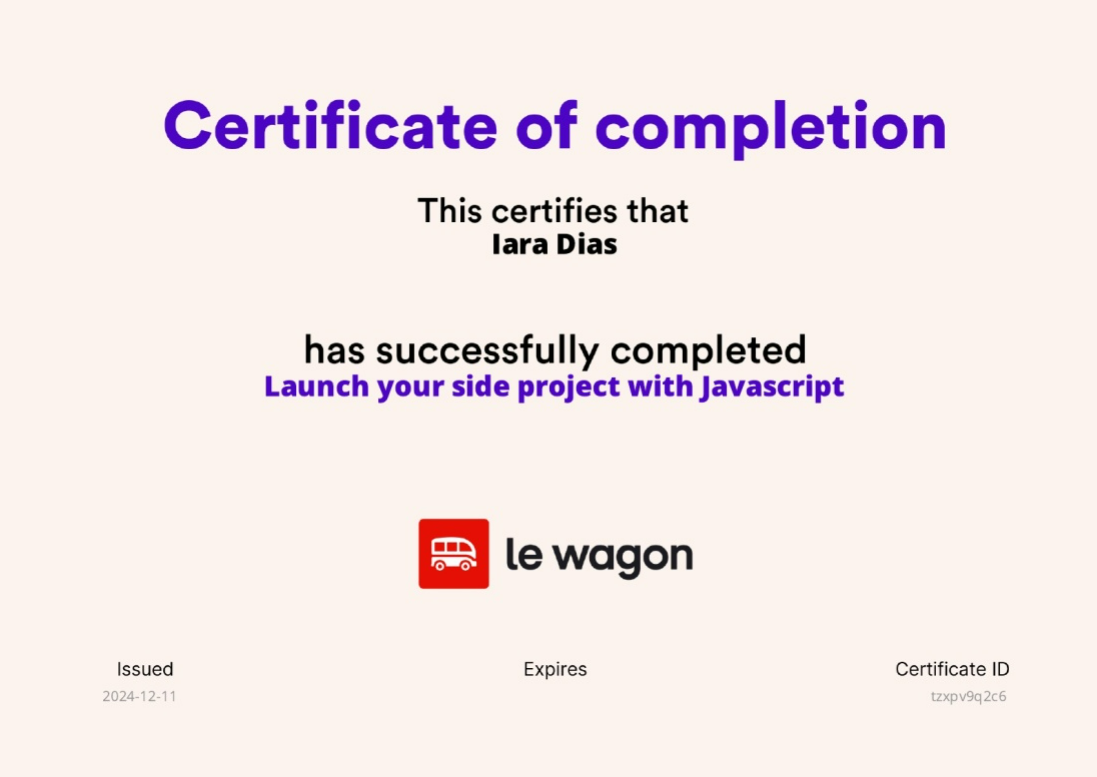 Certificate of completion
This certifies that
Iara Dias
has successfully completed
Launch your side project with Javascript
le wagon
Issued
2024-12-11
Expires
Certificate ID
tzxpv9q2c6